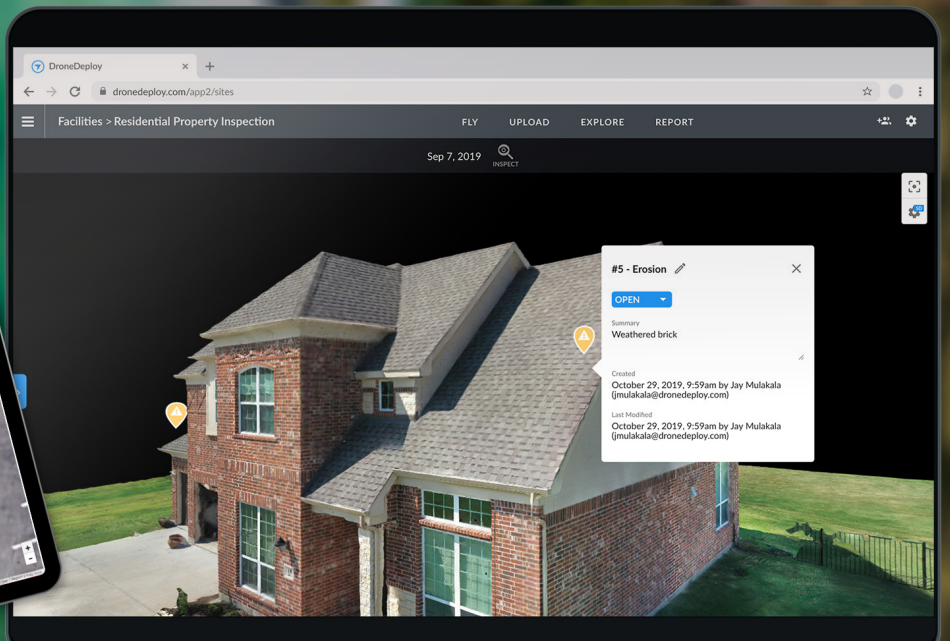 DroneDeploy
dronedeploy.com/app2/sites
Facilities > Residential Property Inspection
FLY
UPLOAD
EXPLORE
REPORT
Sep 7, 2019
INSPECT
SD
#5 - Erosion
OPEN
Summary
Weathered brick
Created
October 29, 2019, 9:59am by Jay Mulakala
(jmulakala@dronedeploy.com)
Last Modified
October 29, 2019, 9:59am by Jay Mulakala
(jmulakala@dronedeploy.com)